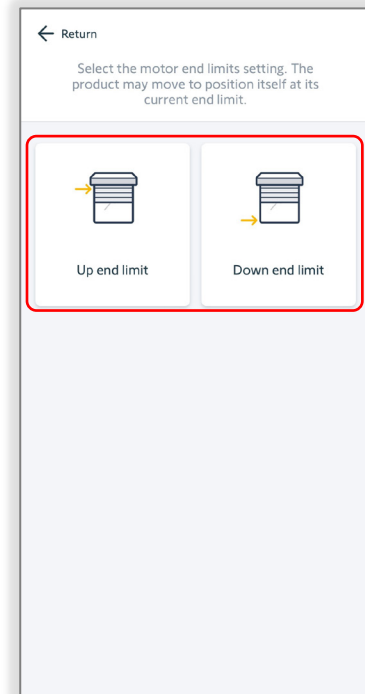 Return
Select the motor end limits setting. The
product may move to position itself at its
current end limit.
Up end limit
Down end limit